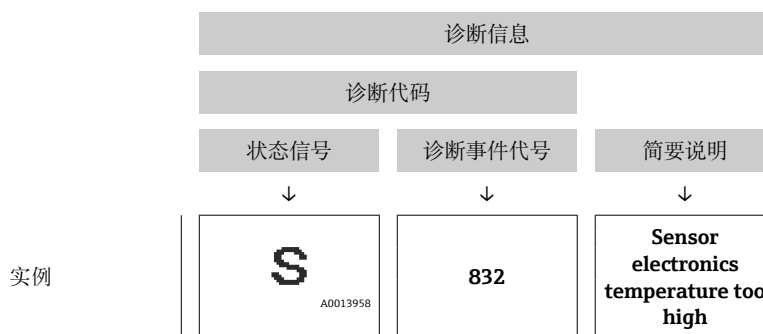 诊断信息
诊断代码
状态信号 诊断事件代号 简要说明
↓ ↓ ↓
实例
S
A0013958
832
Sensor
electronics
temperature too
high